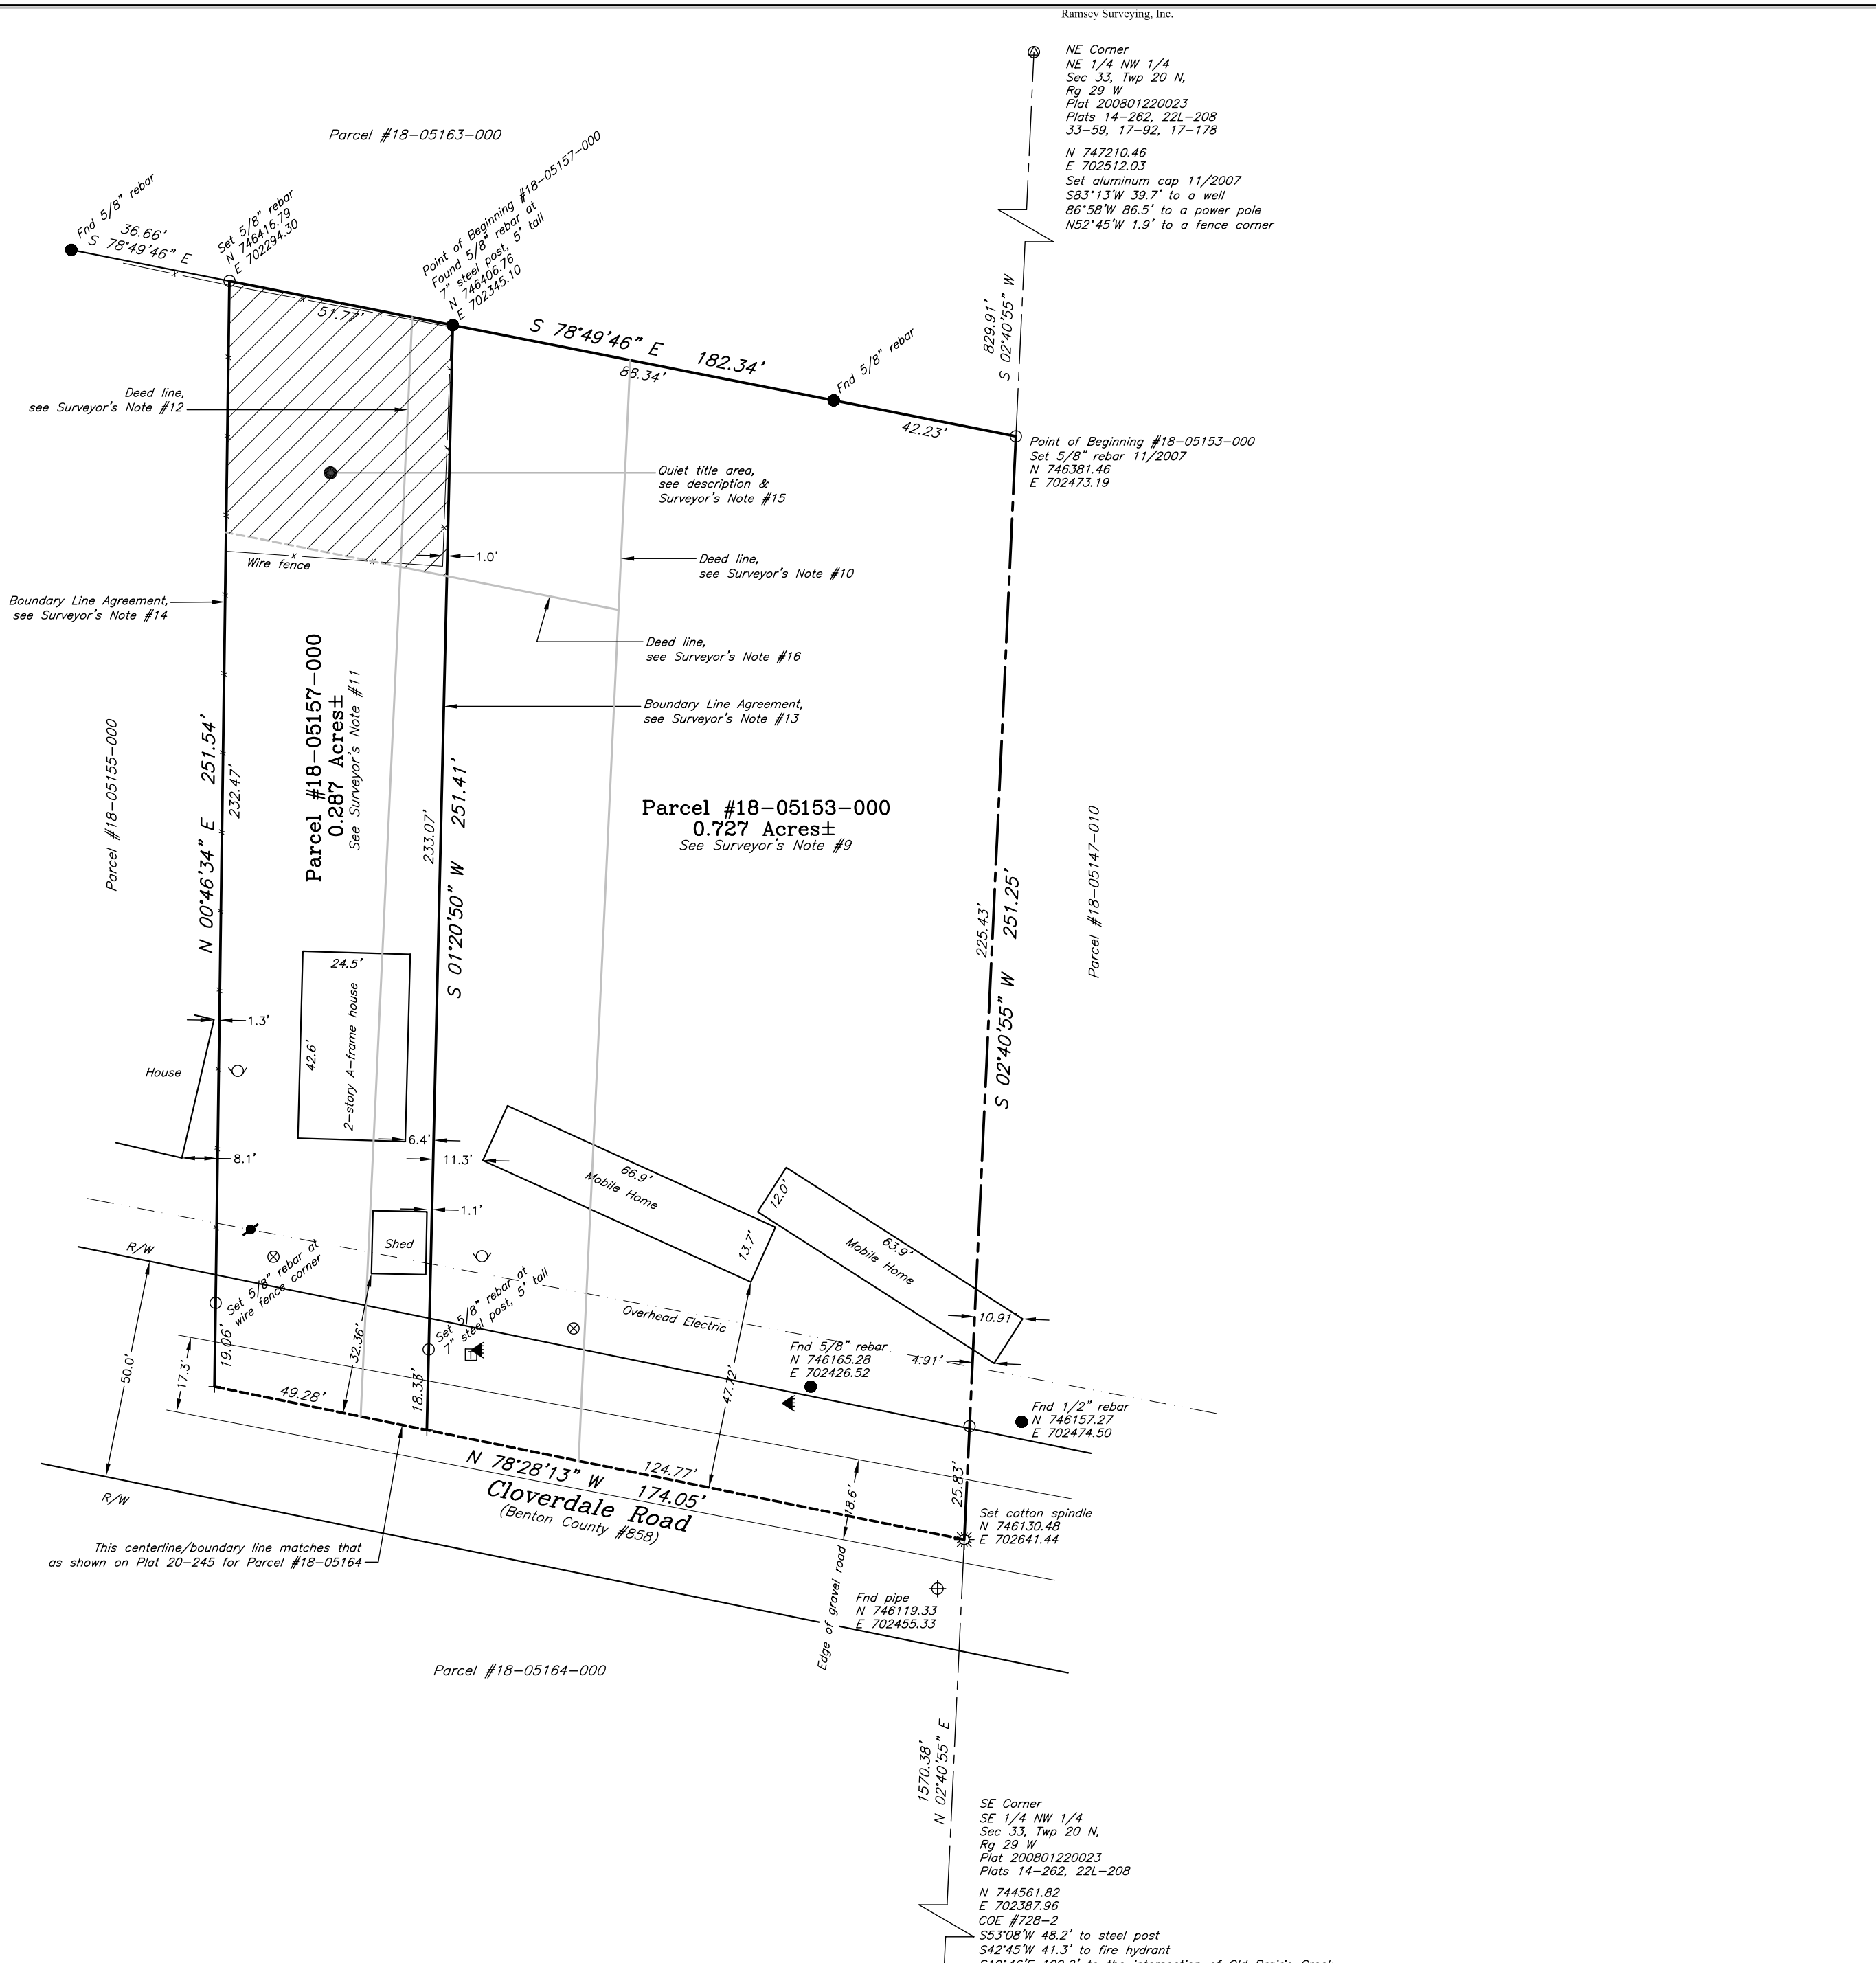 Ramsey Surveying, Inc.
NE Corner
NE 1/4 NW 1/4
Sec 33, Twp 20 N,
Rg 29 W
Plat 200801220023
Plats 14-262, 22L-208
33-59, 17-92, 17-178
N 747210.46
E 702512.03
Set aluminum cap 11/2007
S83°13'W 39.7' to a well
86°58'W 86.5' to a power pole
N52°45'W 1.9' to a fence corner
Parcel #18-05163-000
Fnd 5/8" rebar
36.66'
S 78°49'46" E
Set 5/8" rebar
N 746416.79
E 702294.30
Point of Beginning #18-05157-000
Found 5/8" rebar at
7" steel post, 5' tall
N 746406.76
E 702345.10
51.77'
S 78°49'46" E 182.34'
88.34'
Fnd 5/8" rebar
42.23'
829.91'
S 02°40'55" W
Point of Beginning #18-05153-000
Set 5/8" rebar 11/2007
N 746381.46
E 702473.19
Deed line,
see Surveyor's Note #12
Quiet title area,
see description &
Surveyor's Note #15
1.0'
Wire fence
Deed line,
see Surveyor's Note #10
Boundary Line Agreement,
see Surveyor's Note #14
Deed line,
see Surveyor's Note #16
Boundary Line Agreement,
see Surveyor's Note #13
Parcel #18-05155-000
N 00°46'34" E 251.54'
232.47'
Parcel #18-05157-000
0.287 Acres±
See Surveyor's Note #11
233.07'
S 01°20'50" W 251.41'
Parcel #18-05153-000
0.727 Acres±
See Surveyor's Note #9
225.43'
S 02°40'55" W 251.25'
Parcel #18-05147-010
24.5'
42.6'
2-story A-frame house
1.3'
House
8.1'
6.4'
11.3'
1.1'
Shed
66.9'
Mobile Home
13.7'
12.0'
63.9'
Mobile Home
10.91'
4.91'
R/W
Set 5/8" rebar at
wire fence corner
Set 5/8" rebar at
7" steel post, 5' tall
T
Overhead Electric
50.0'
17.3'
19.06'
32.36'
18.33'
47.72'
Fnd 5/8" rebar
N 746165.28
E 702426.52
Fnd 1/2" rebar
N 746157.27
E 702474.50
49.28'
N 78°28'13" W 174.05'
124.77'
Cloverdale Road
(Benton County #858)
18.6'
25.83'
Set cotton spindle
N 746130.48
E 702641.44
R/W
This centerline/boundary line matches that
as shown on Plat 20-245 for Parcel #18-05164
Edge of gravel road
Fnd pipe
N 746119.33
E 702455.33
Parcel #18-05164-000
1570.38'
N 02°40'55" E
SE Corner
SE 1/4 NW 1/4
Sec 33, Twp 20 N,
Rg 29 W
Plat 200801220023
Plats 14-262, 22L-208
N 744561.82
E 702387.96
COE #728-2
S53°08'W 48.2' to steel post
S42°45'W 41.3' to fire hydrant
to the intersection of Old Prairie Creek